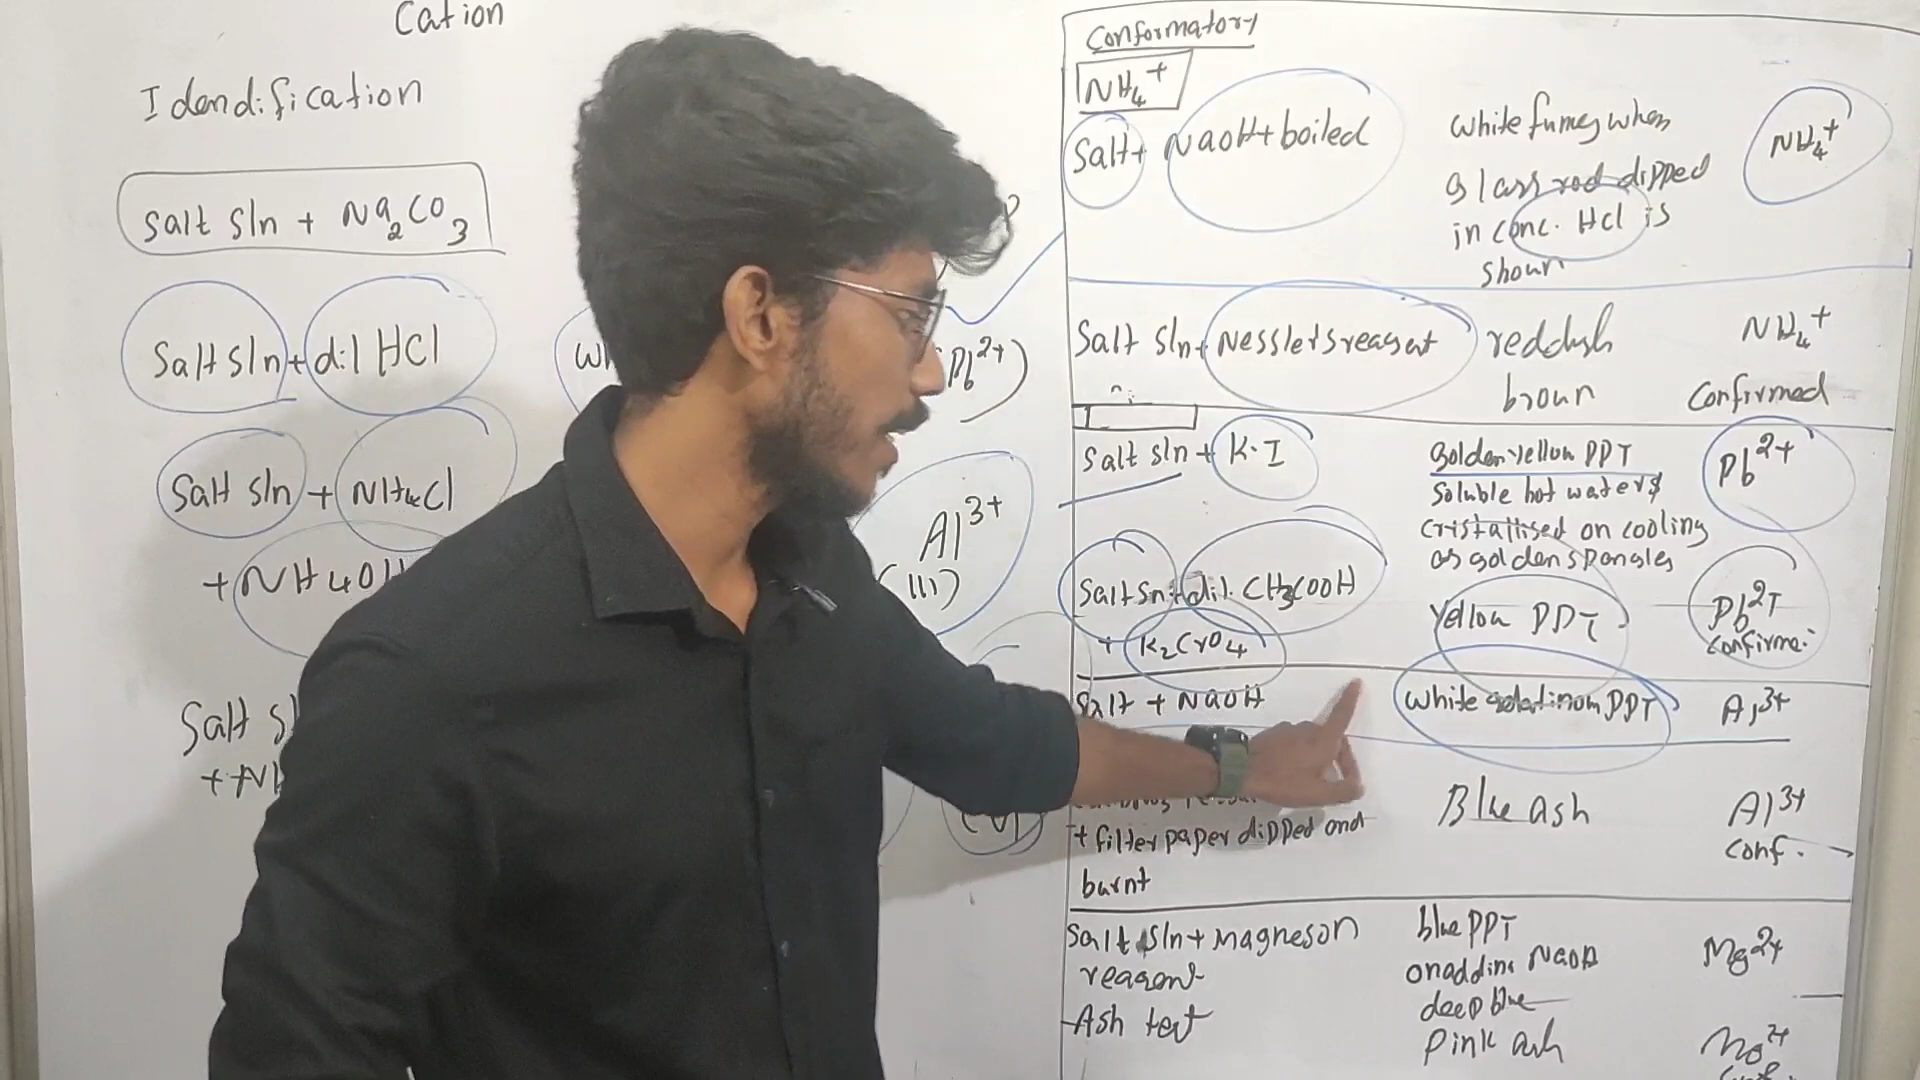 Cation
Idendification
Salt sln + Na2CO3
Salt sln + dil HCl
Pb2+)
Salt sln + NH4Cl
+ NH4OH
Al3+
(III)
Salt s
Conformatory
NH4+
Salt + NaOH + boiled
White fumes when
glass rod dipped
in conc. HCl is
shown
NH4+
Salt sln + Nesslers reagent
reddish
brown
NH4+
Confirmed
Salt sln + K.I
Golden yellow PPT
Soluble hot water &
cristallised on cooling
as golden spangles
Pb2+
Salt sn + dil. CH3COOH
+ K2CrO4
Yellow PPT
Pb2+
Confirme.
Salt + NaOH
White gelatinous PPT
Al3+
+ filter paper dipped and
burnt
Blue ash
Al3+
Conf.
Salt sln + magneson
reagent
blue PPT
on adding NaOH
deep blue
Mg2+
Ash test
Pink ash
Mg2+